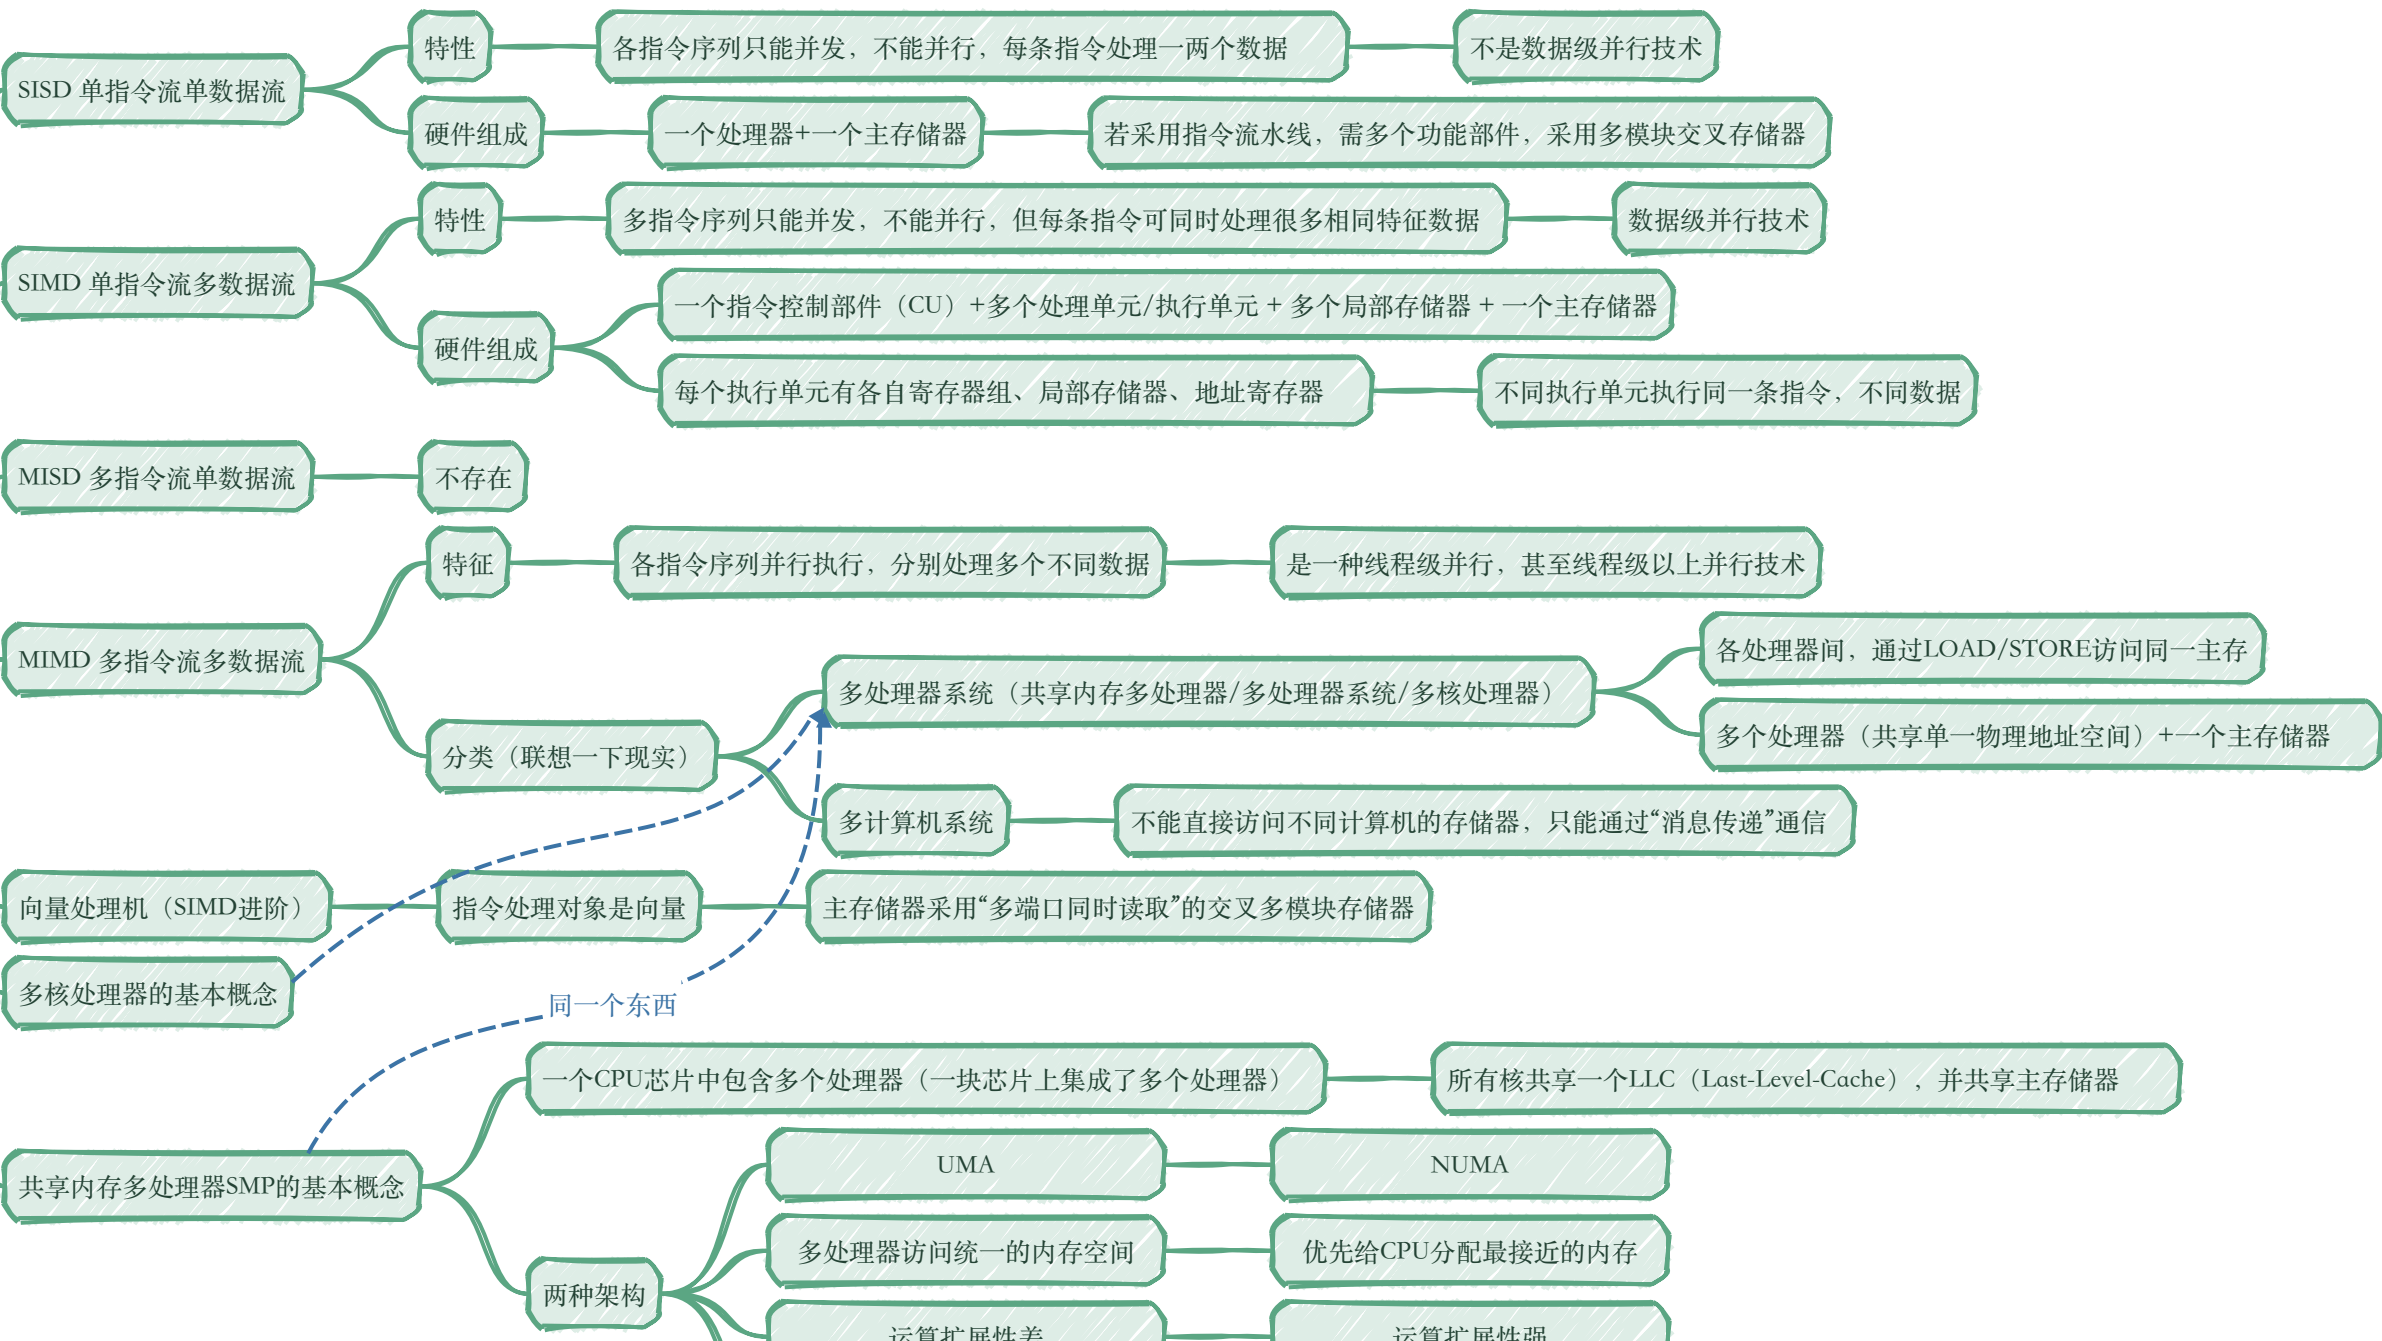 SISD 单指令流单数据流
特性
各指令序列只能并发，不能并行，每条指令处理一两个数据
不是数据级并行技术
硬件组成
一个处理器+一个主存储器
若采用指令流水线，需多个功能部件，采用多模块交叉存储器
SIMD 单指令流多数据流
特性
多指令序列只能并发，不能并行，但每条指令可同时处理很多相同特征数据
数据级并行技术
硬件组成
一个指令控制部件（CU）+多个处理单元/执行单元 + 多个局部存储器 + 一个主存储器
每个执行单元有各自寄存器组、局部存储器、地址寄存器
不同执行单元执行同一条指令，不同数据
MISD 多指令流单数据流
不存在
MIMD 多指令流多数据流
特征
各指令序列并行执行，分别处理多个不同数据
是一种线程级并行，甚至线程级以上并行技术
分类（联想一下现实）
多处理器系统（共享内存多处理器/多处理器系统/多核处理器）
各处理器间，通过LOAD/STORE访问同一主存
多个处理器（共享单一物理地址空间）+一个主存储器
多计算机系统
不能直接访问不同计算机的存储器，只能通过“消息传递”通信
向量处理机（SIMD进阶）
指令处理对象是向量
主存储器采用“多端口同时读取”的交叉多模块存储器
多核处理器的基本概念
同一个东西
共享内存多处理器SMP的基本概念
一个CPU芯片中包含多个处理器（一块芯片上集成了多个处理器）
所有核共享一个LLC（Last-Level-Cache），并共享主存储器
两种架构
UMA
NUMA
多处理器访问统一的内存空间
优先给CPU分配最接近的内存
运算扩展性差
运算扩展性强